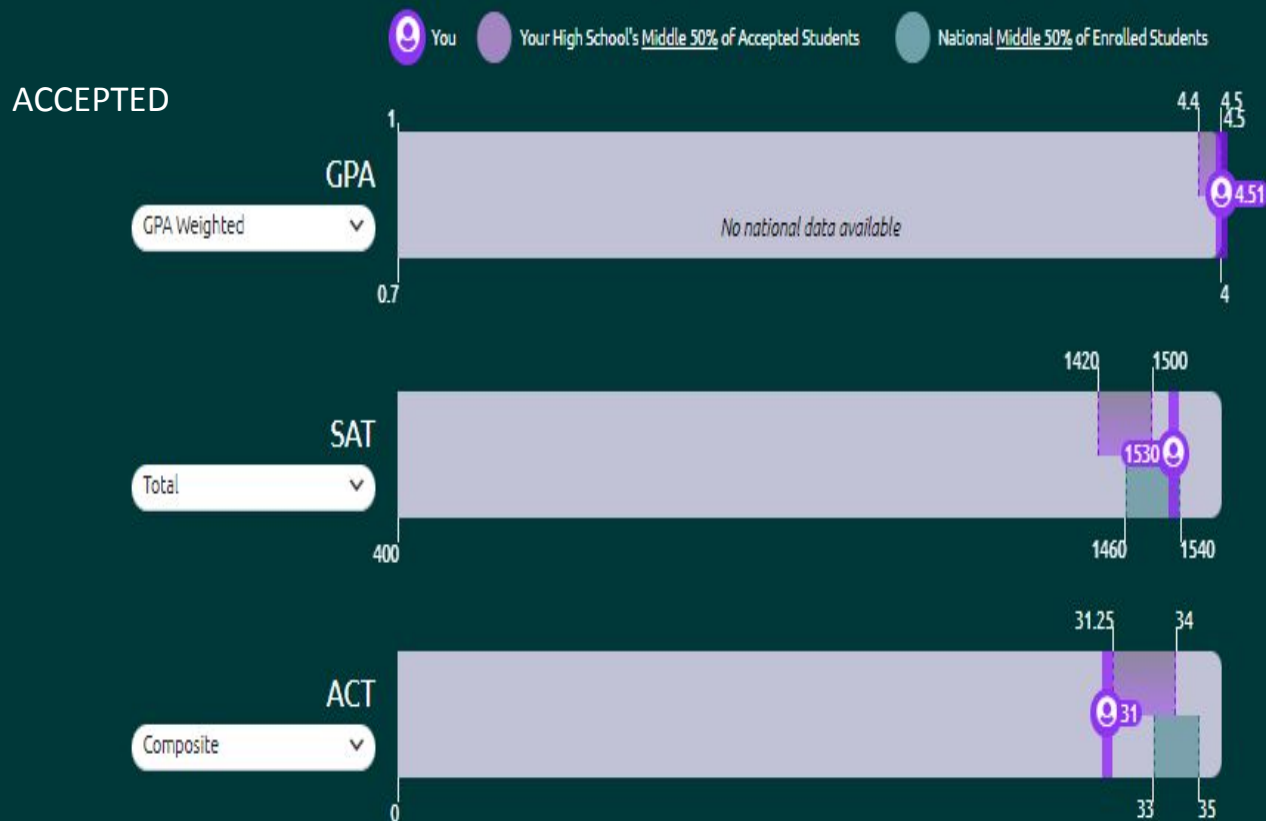 You
Your High School's Middle 50% of Accepted Students
National Middle 50% of Enrolled Students
ACCEPTED
1
4.4
4.5
4.5
GPA
GPA Weighted
No national data available
4.51
0.7
4
1420
1500
SAT
Total
1530
400
1460
1540
31.25
34
ACT
Composite
31
0
33
35